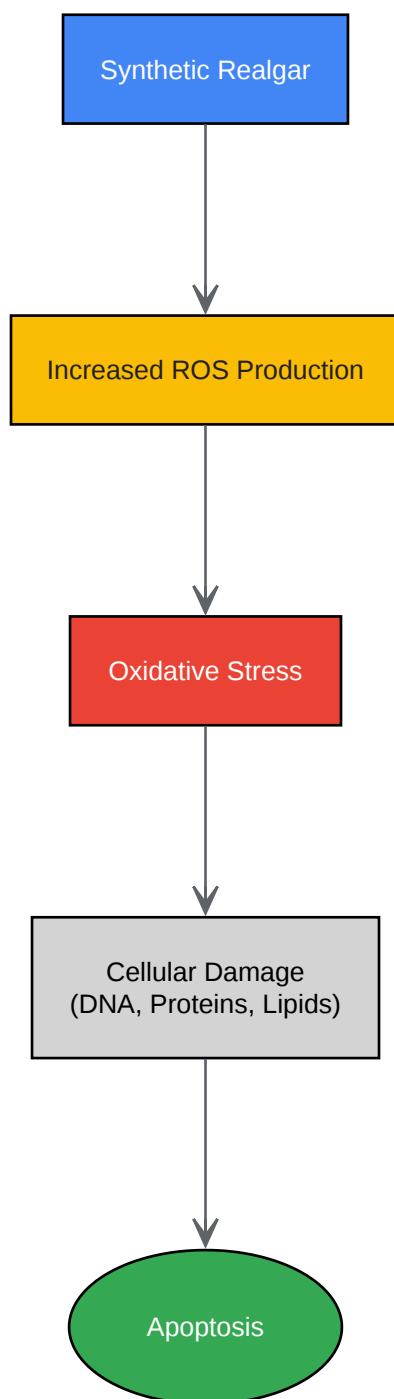 Synthetic Realgar
Increased ROS Production
Oxidative Stress
Cellular Damage
(DNA, Proteins, Lipids)
Apoptosis